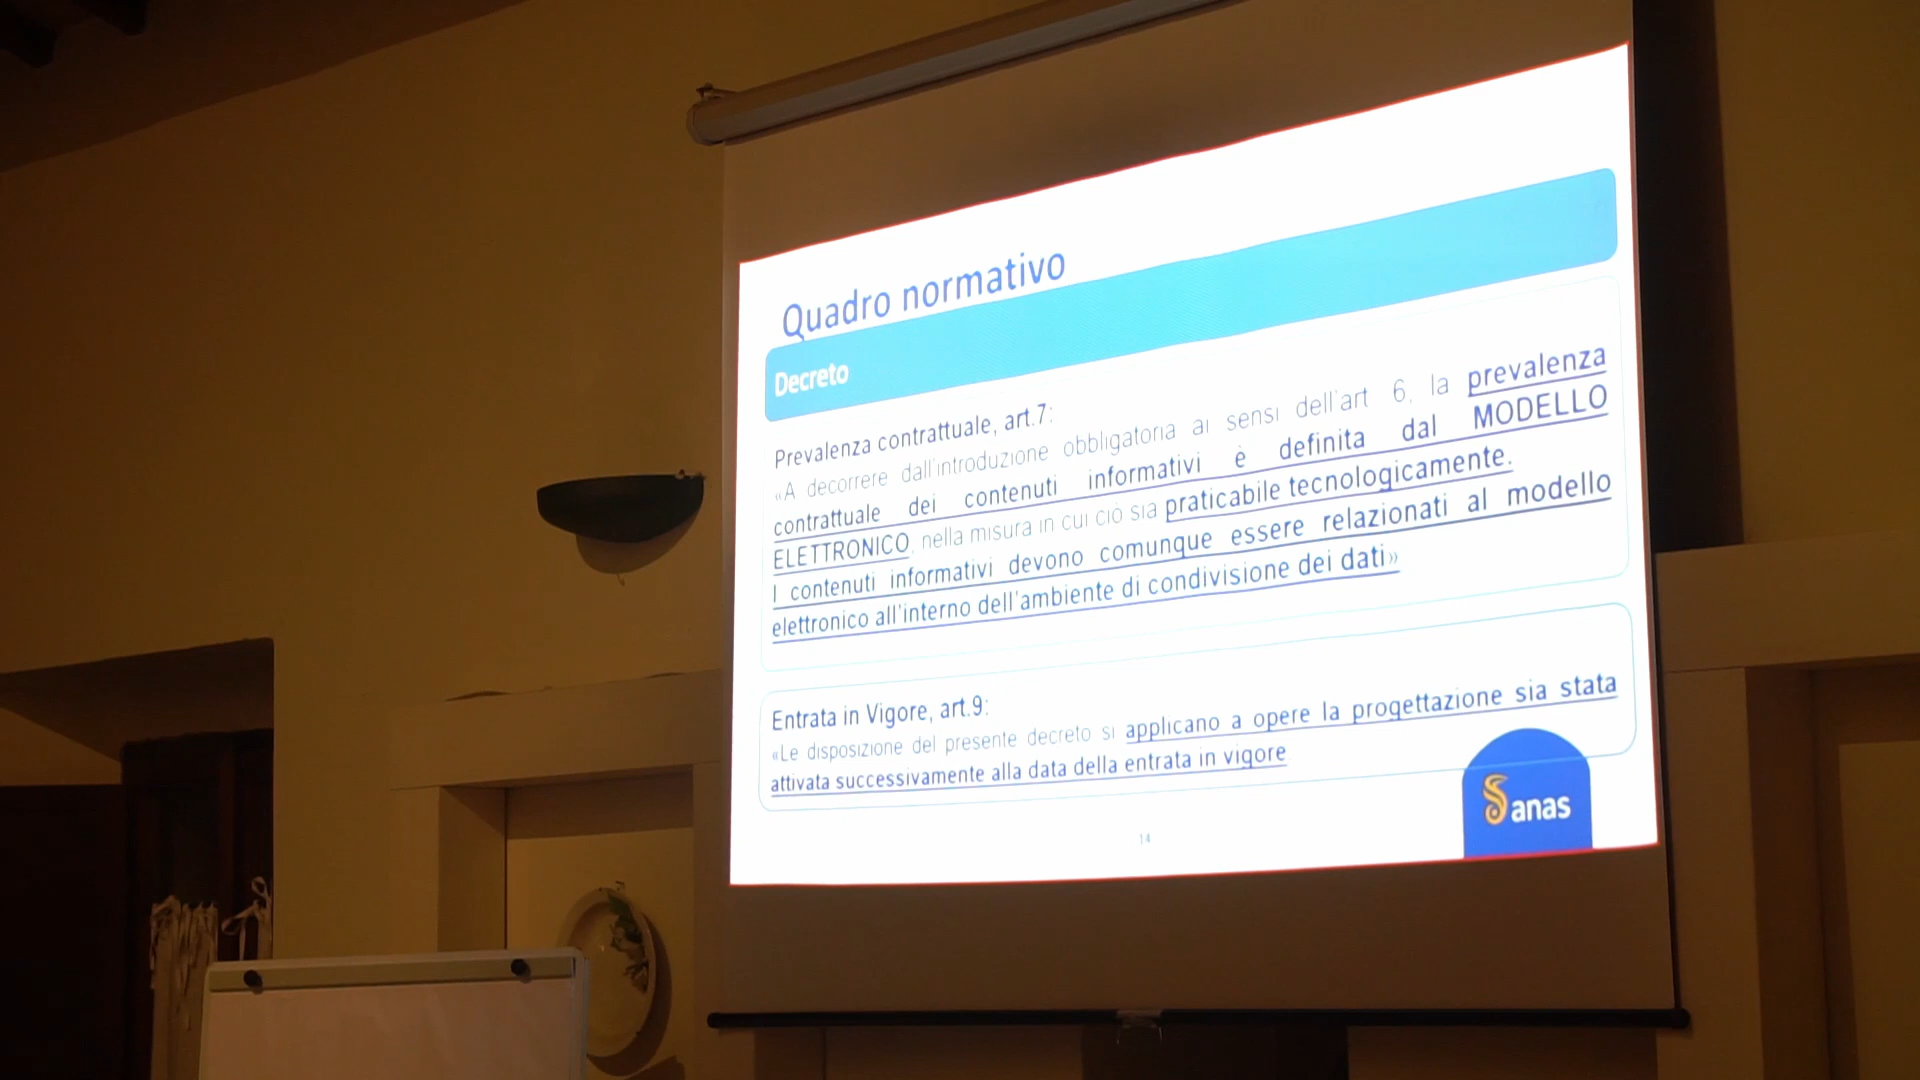 Quadro normativo
Decreto
Prevalenza contrattuale, art.7:
«A decorrere dall'introduzione obbligatoria ai sensi dell'art 6, la prevalenza
contrattuale dei contenuti informativi è definita dal MODELLO
ELETTRONICO, nella misura in cui ciò sia praticabile tecnologicamente.
I contenuti informativi devono comunque essere relazionati al modello
elettronico all'interno dell'ambiente di condivisione dei dati»
Entrata in Vigore, art.9:
«Le disposizione del presente decreto si applicano a opere la progettazione sia stata
attivata successivamente alla data della entrata in vigore
anas
14